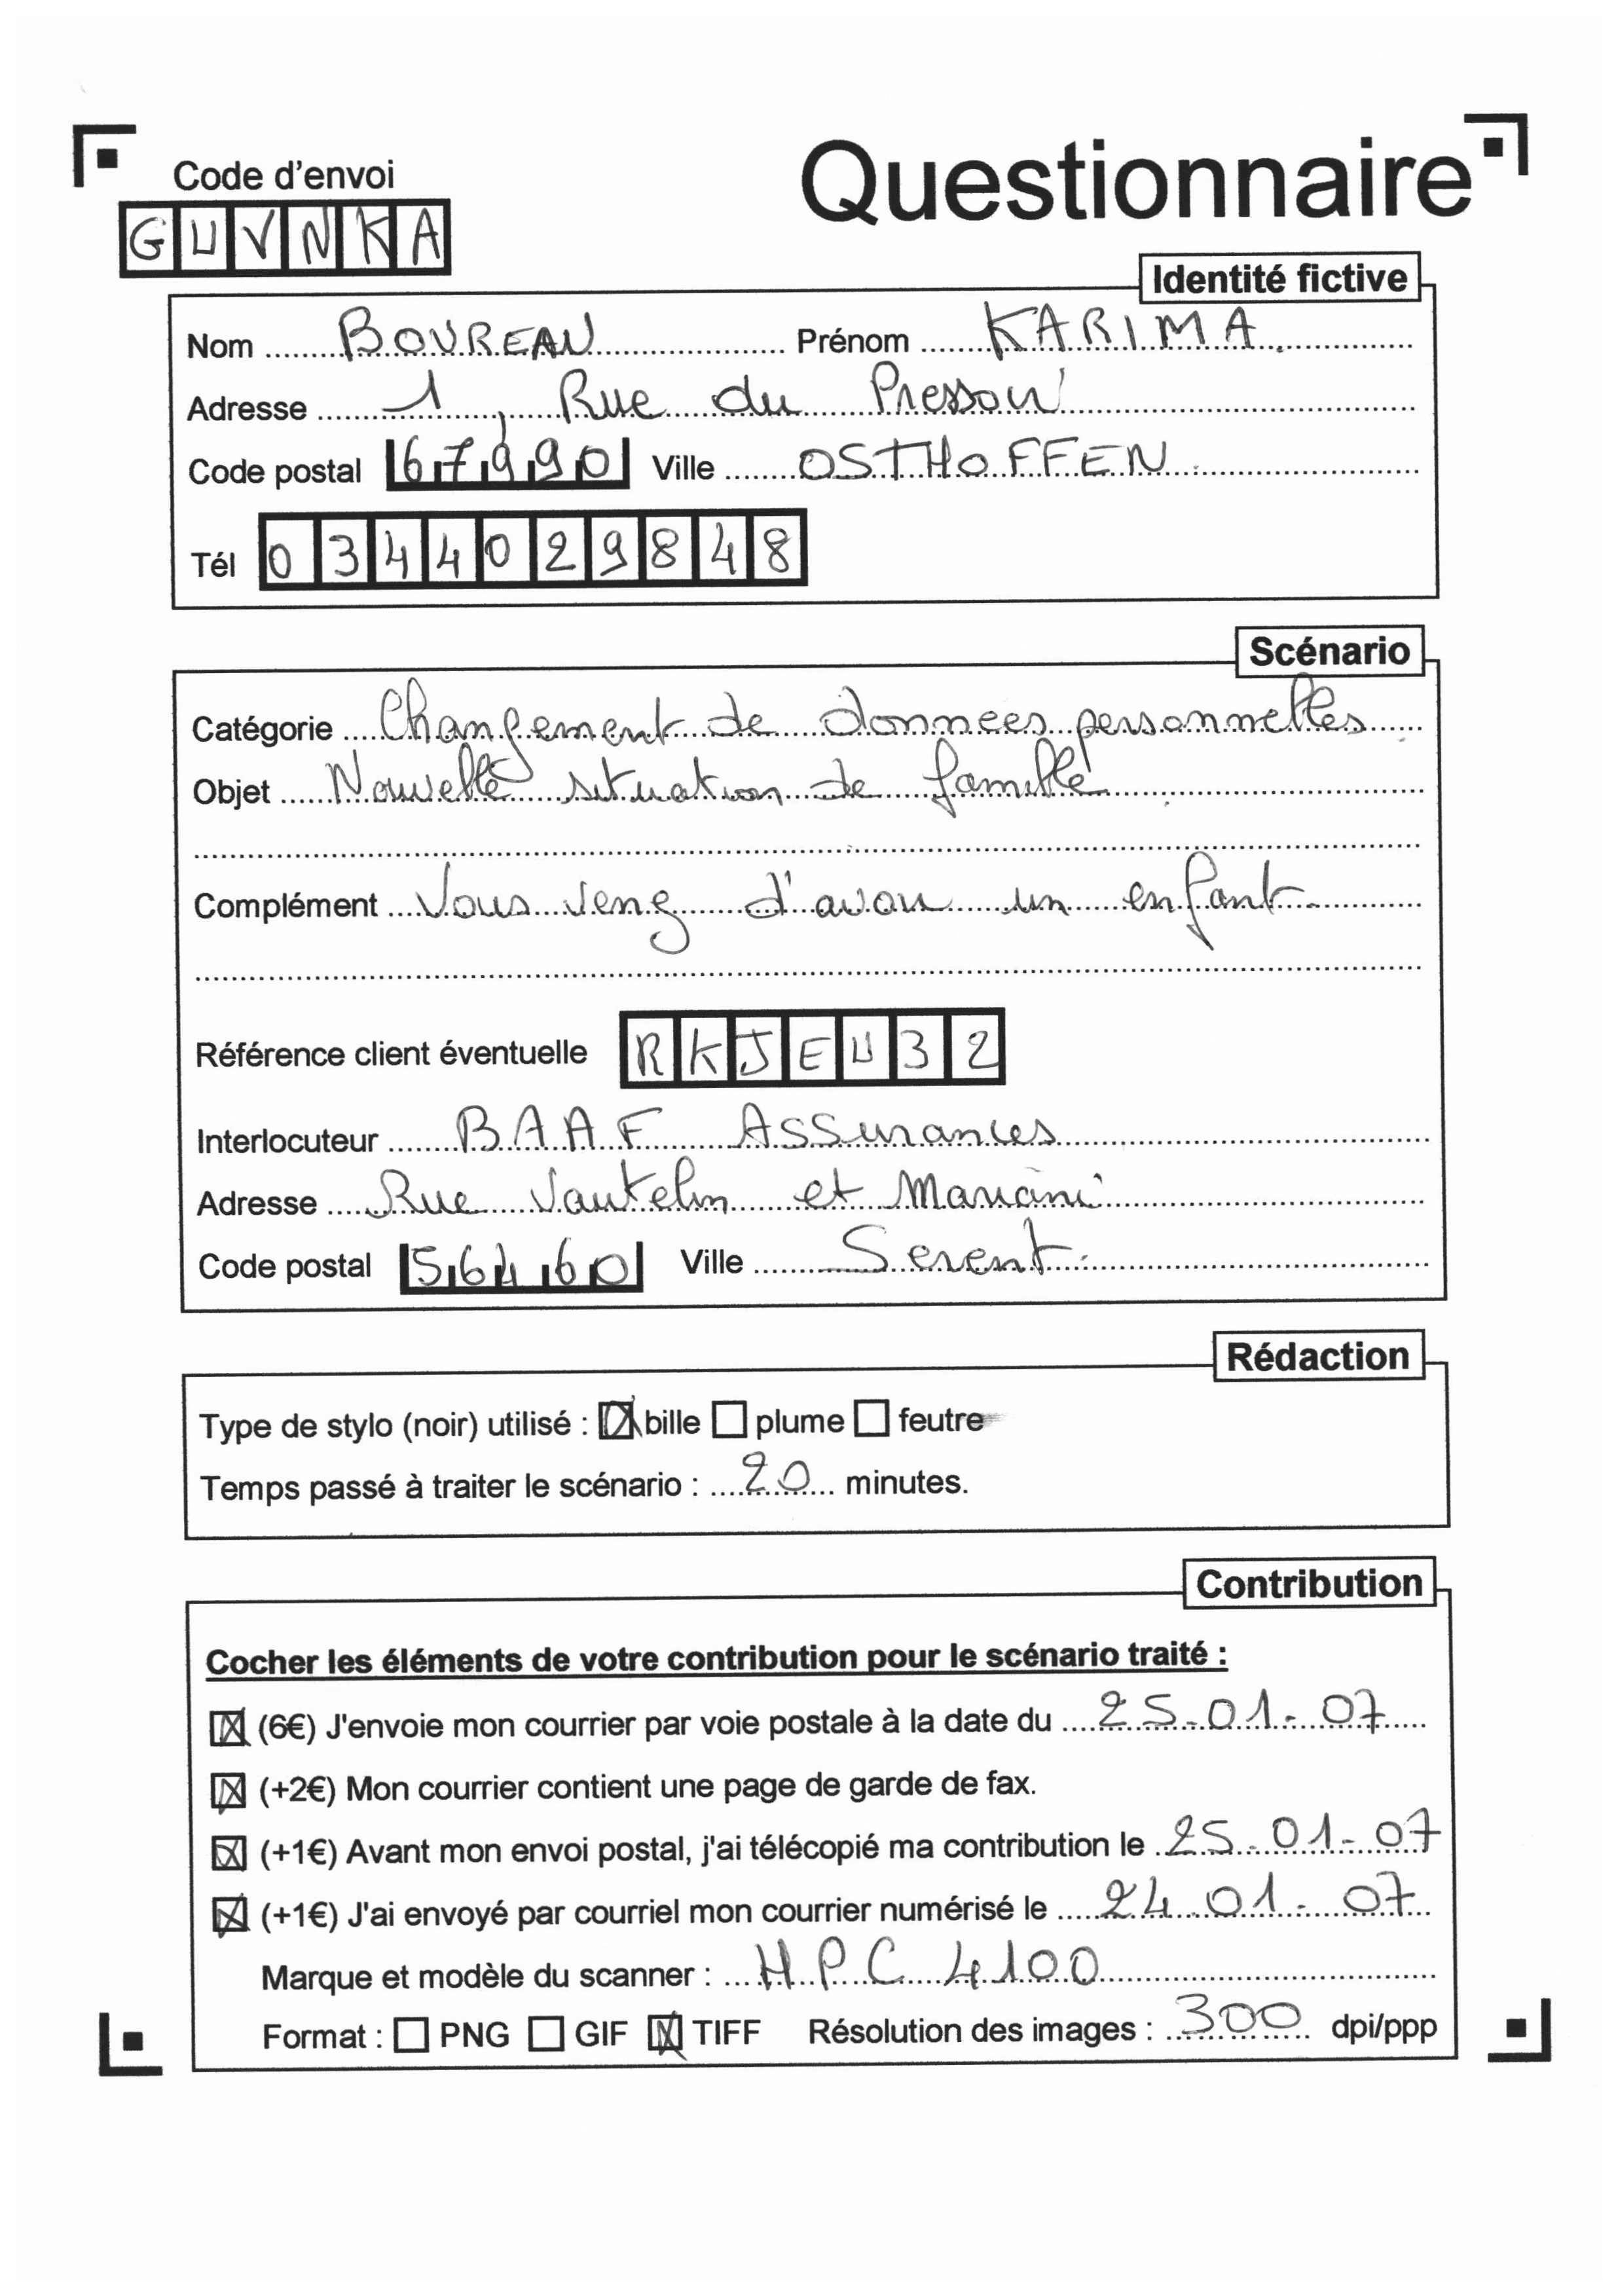 Code d'envoi
Questionnaire
GUVNKA
Identité fictive
Nom BOUREAU Prénom KARIMA.
Adresse 1, Rue du Pressoir
Code postal 67990 Ville OSTHOFFEN.
Tél 0344029848
Scénario
Catégorie Changement de données personnelles.
Objet Nouvelle situation de famille.
Complément Vous venez d'avoir un enfant.
Référence client éventuelle RKJEU32
Interlocuteur BAAF Assurances
Adresse Rue Vautelin et Mariani
Code postal 56460 Ville Serent.
Rédaction
Type de stylo (noir) utilisé : ☒ bille ☐ plume ☐ feutre
Temps passé à traiter le scénario : 20 minutes.
Contribution
Cocher les éléments de votre contribution pour le scénario traité :
☒ (6€) J'envoie mon courrier par voie postale à la date du 25.01.07
☒ (+2€) Mon courrier contient une page de garde de fax.
☒ (+1€) Avant mon envoi postal, j'ai télécopié ma contribution le 25.01.07
☒ (+1€) J'ai envoyé par courriel mon courrier numérisé le 24.01.07
Marque et modèle du scanner : HPC 4100
Format : ☐ PNG ☐ GIF ☒ TIFF Résolution des images : 300 dpi/ppp